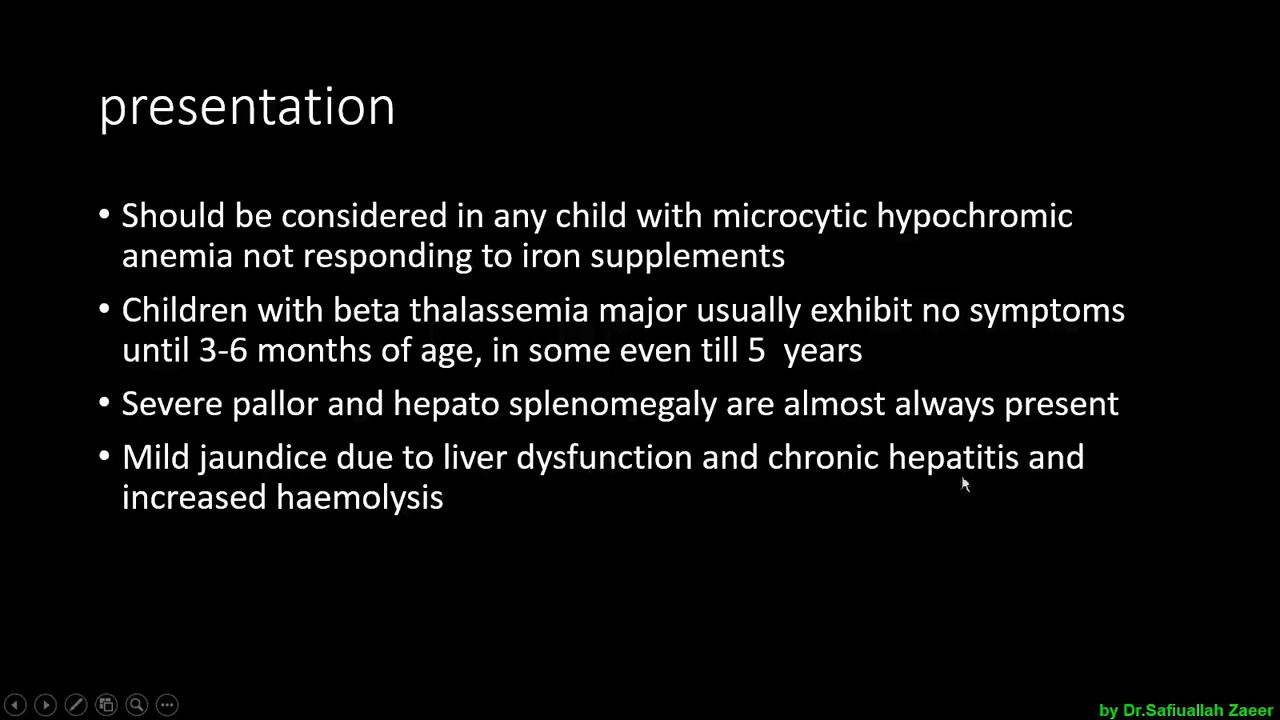 presentation
• Should be considered in any child with microcytic hypochromic
anemia not responding to iron supplements
• Children with beta thalassemia major usually exhibit no symptoms
until 3-6 months of age, in some even till 5  years
• Severe pallor and hepato splenomegaly are almost always present
• Mild jaundice due to liver dysfunction and chronic hepatitis and
increased haemolysis
by Dr.Safiuallah Zaeer